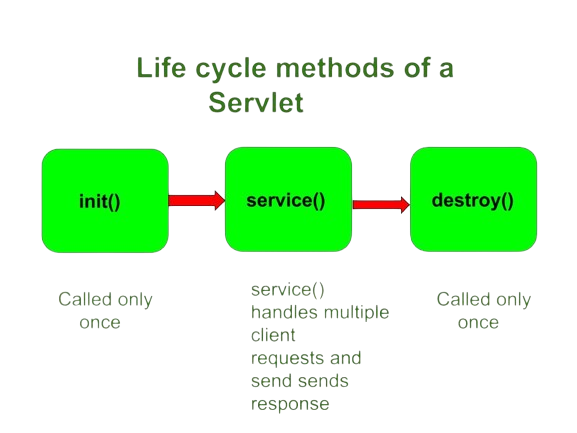 Life cycle methods of a
Servlet
init()
service()
destroy()
Called only
once
service()
handles multiple
client
requests and
send sends
response
Called only
once